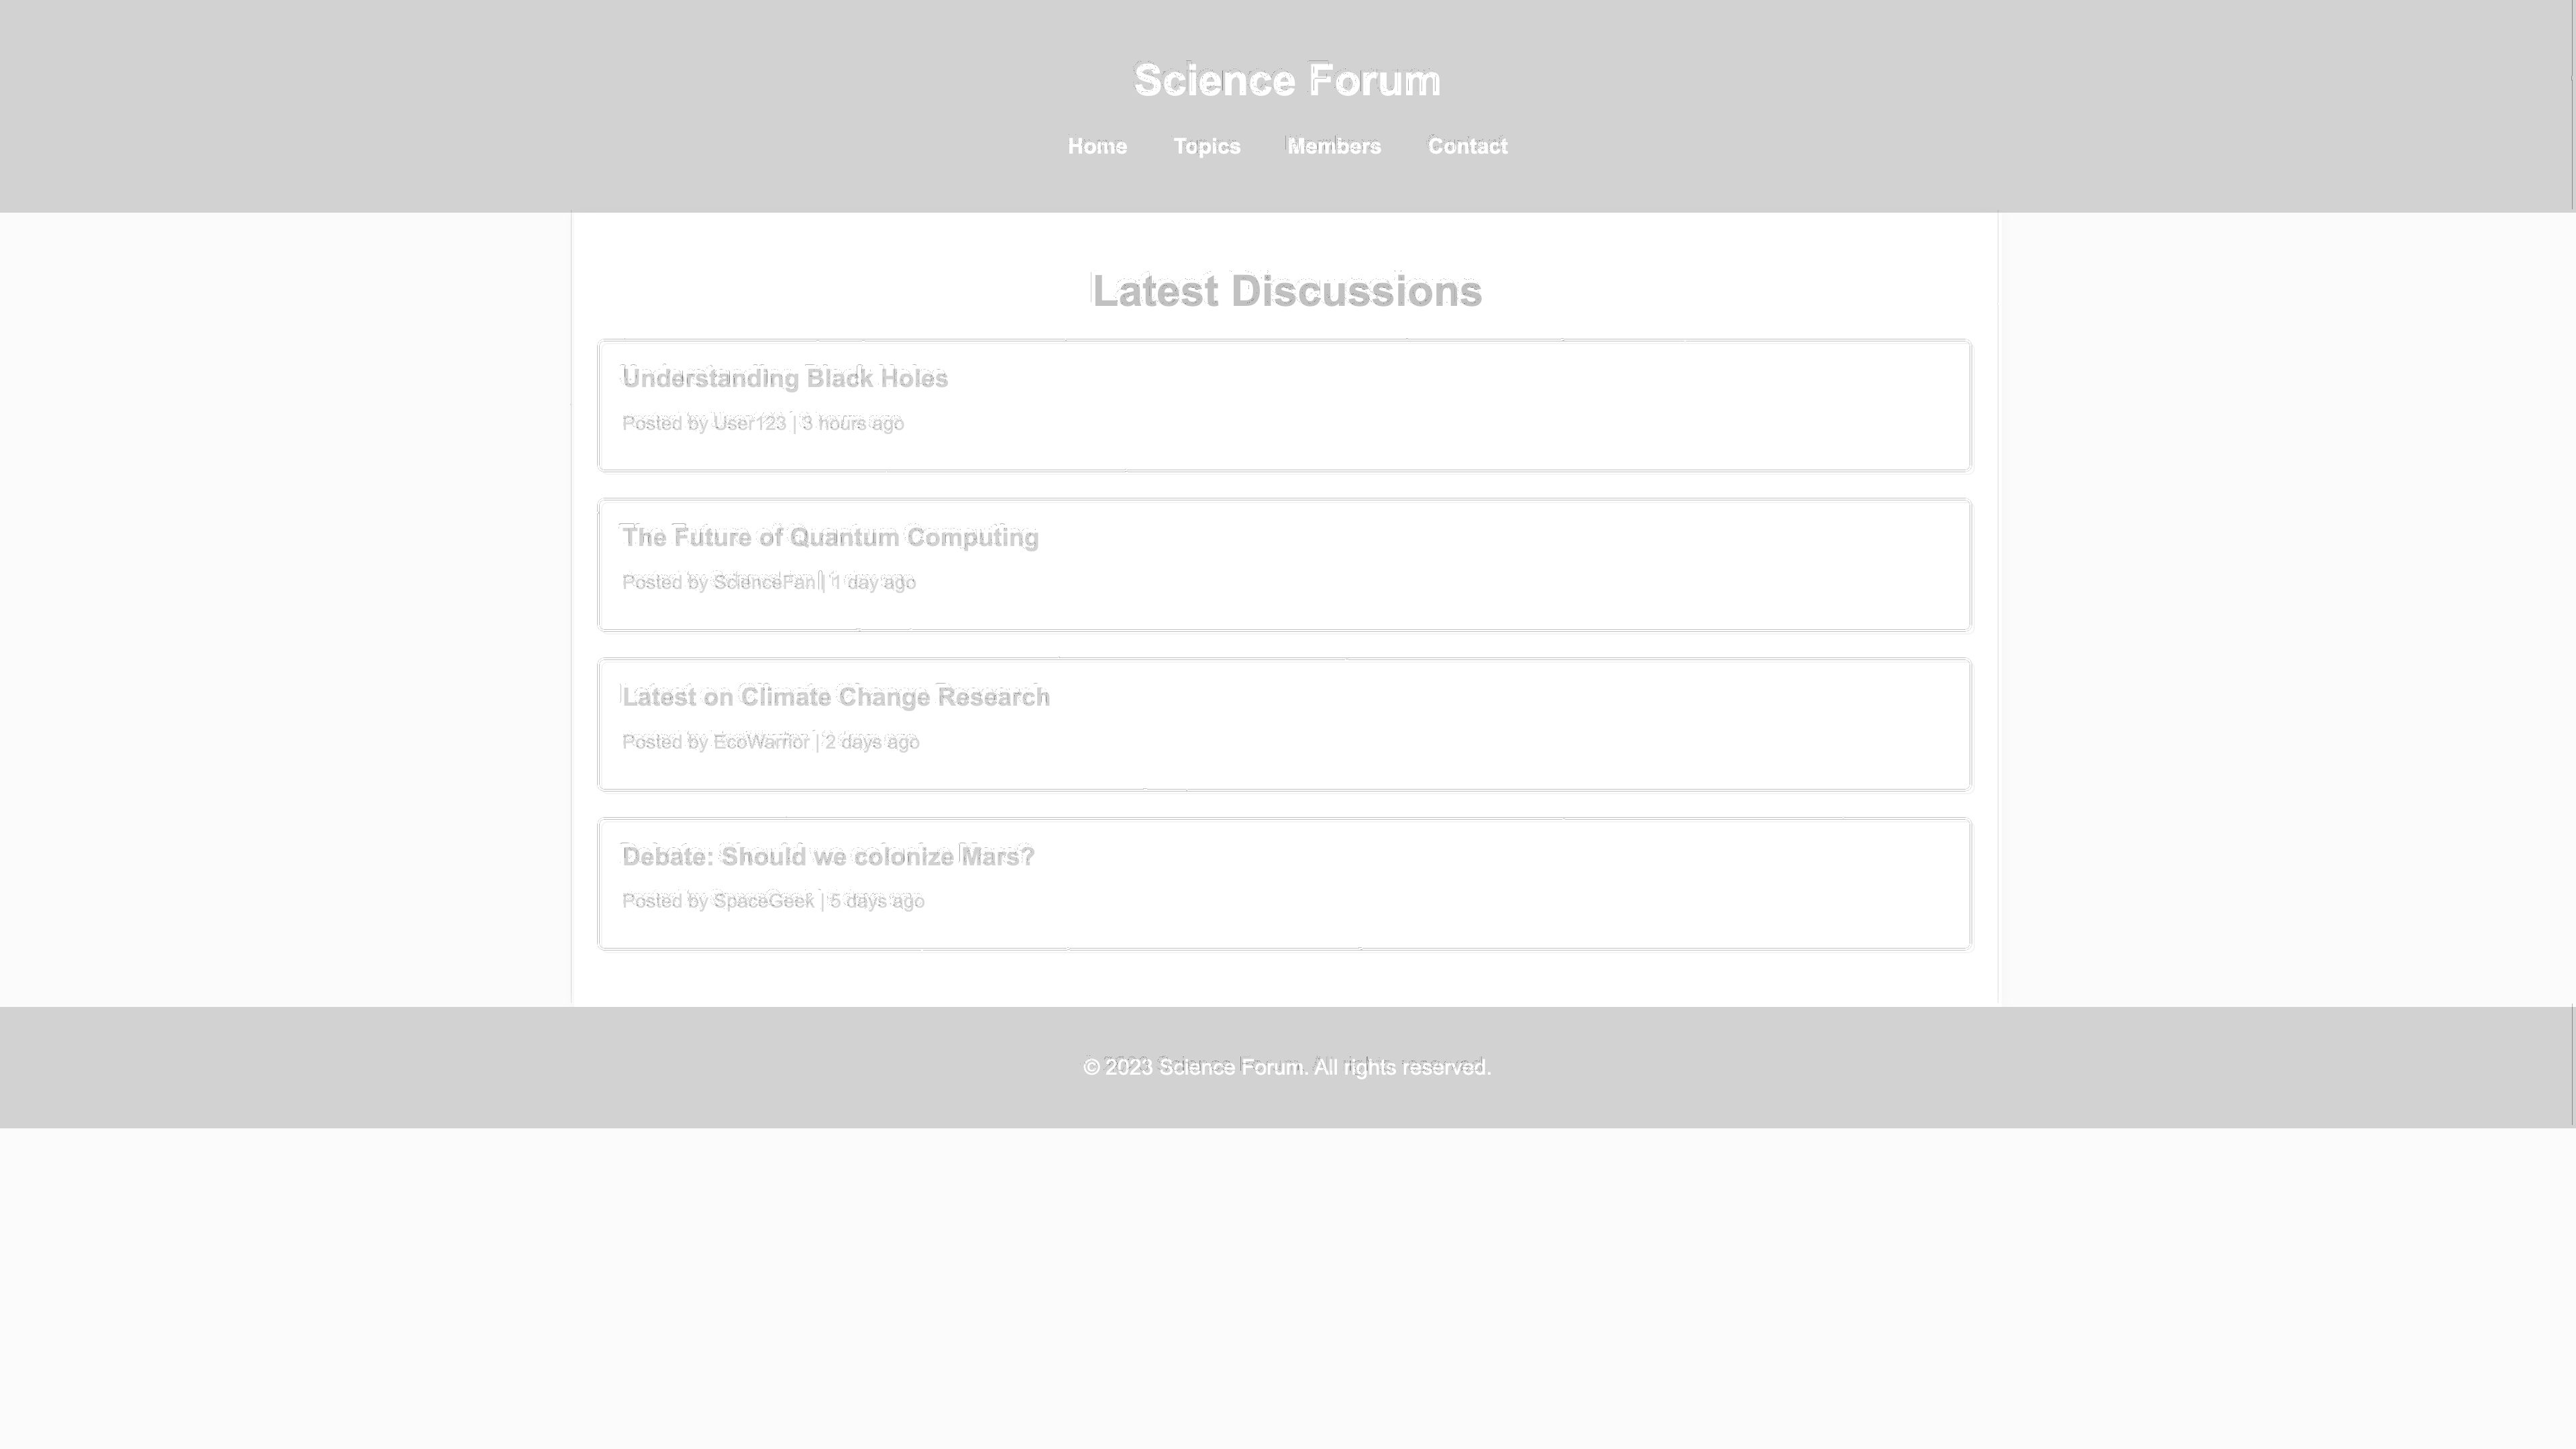 Science Forum
Home Topics Members Contact
Latest Discussions
Understanding Black Holes
Posted by User123 | 3 hours ago
The Future of Quantum Computing
Posted by ScienceFan | 1 day ago
Latest on Climate Change Research
Posted by EcoWarrior | 2 days ago
Debate: Should we colonize Mars?
Posted by SpaceGeek | 5 days ago
© 2023 Science Forum. All rights reserved.